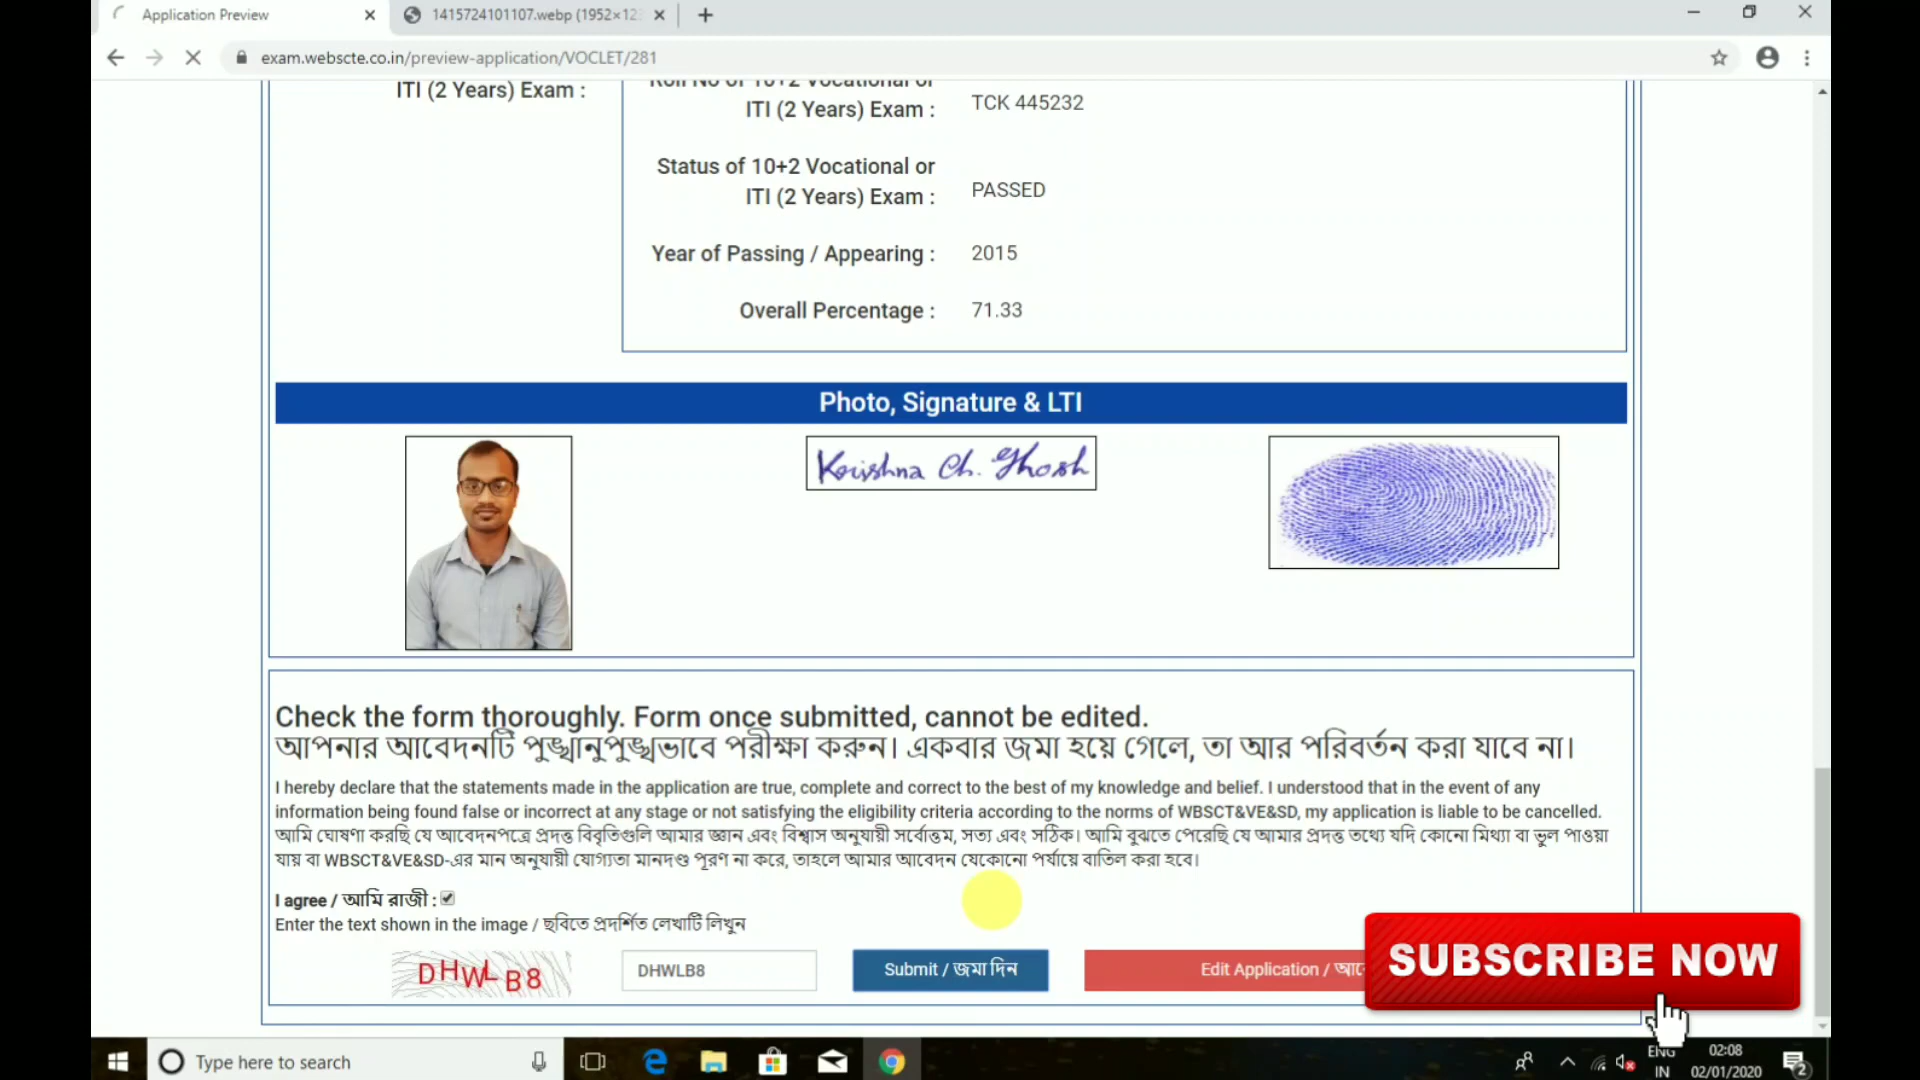 Application Preview
1415724101107.webp (1952×12
exam.webscte.co.in/preview-application/VOCLET/281
Roll No of 10+2 Vocational or
ITI (2 Years) Exam :
ITI (2 Years) Exam :
TCK 445232
Status of 10+2 Vocational or
ITI (2 Years) Exam :
PASSED
Year of Passing / Appearing :
2015
Overall Percentage :
71.33
Photo, Signature & LTI
Krishna Ch. Ghosh
Check the form thoroughly. Form once submitted, cannot be edited.
আপনার আবেদনটি পুঙ্খানুপুঙ্খভাবে পরীক্ষা করুন। একবার জমা হয়ে গেলে, তা আর পরিবর্তন করা যাবে না।
I hereby declare that the statements made in the application are true, complete and correct to the best of my knowledge and belief. I understood that in the event of any
information being found false or incorrect at any stage or not satisfying the eligibility criteria according to the norms of WBSCT&VE&SD, my application is liable to be cancelled.
আমি ঘোষণা করছি যে আবেদনপত্রে প্রদত্ত বিবৃতিগুলি আমার জ্ঞান এবং বিশ্বাস অনুযায়ী সর্বোত্তম, সত্য এবং সঠিক। আমি বুঝতে পেরেছি যে আমার প্রদত্ত তথ্যে যদি কোনো মিথ্যা বা ভুল পাওয়া
যায় বা WBSCT&VE&SD-এর মান অনুযায়ী যোগ্যতা মানদণ্ড পূরণ না করে, তাহলে আমার আবেদন যেকোনো পর্যায়ে বাতিল করা হবে।
I agree / আমি রাজী :
Enter the text shown in the image / ছবিতে প্রদর্শিত লেখাটি লিখুন
DHWLB8
DHWLB8
Submit / জমা দিন
Edit Application /
SUBSCRIBE NOW
Type here to search
ENG
IN
02:08
02/01/2020
2